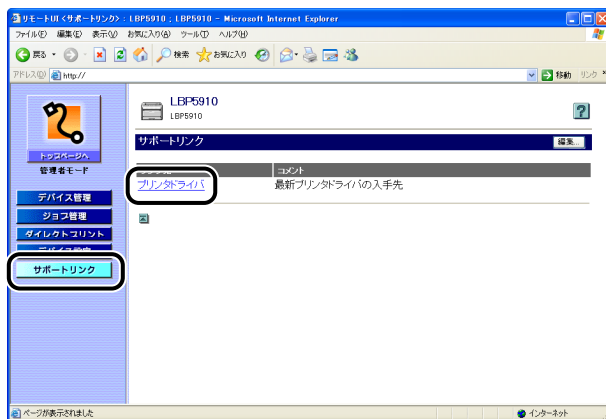 リモートUI <サポートリンク> : LBP5910 ; LBP5910 - Microsoft Internet Explorer
ファイル(F) 編集(E) 表示(V) お気に入り(A) ツール(T) ヘルプ(H)
戻る 検索 お気に入り
アドレス(D) http:// 移動 リンク »
LBP5910
LBP5910
サポートリンク 編集...
トップページへ
管理者モード
コメント
プリンタドライバ 最新プリンタドライバの入手先
デバイス管理
ジョブ管理
ダイレクトプリント
サポートリンク
ページが表示されました インターネット